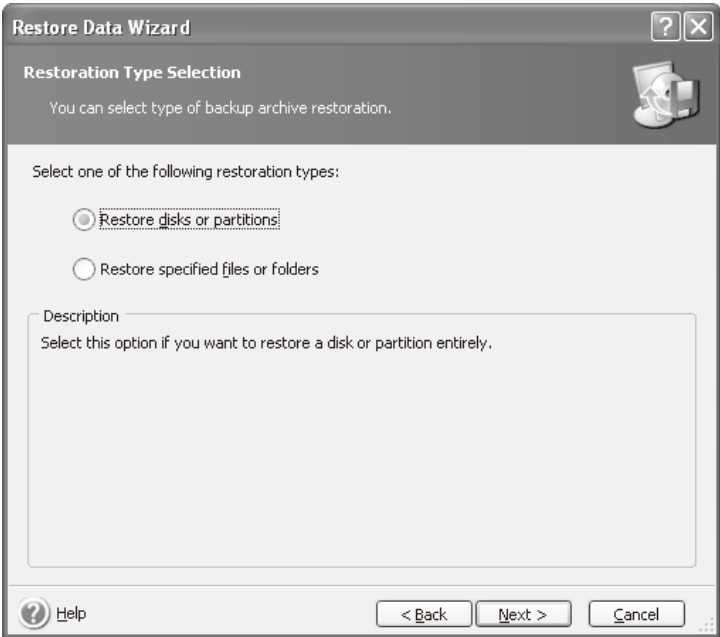 Restore Data Wizard
Restoration Type Selection
You can select type of backup archive restoration.
Select one of the following restoration types:
Restore disks or partitions
Restore specified files or folders
Description
Select this option if you want to restore a disk or partition entirely.
Help
< Back
Next >
Cancel